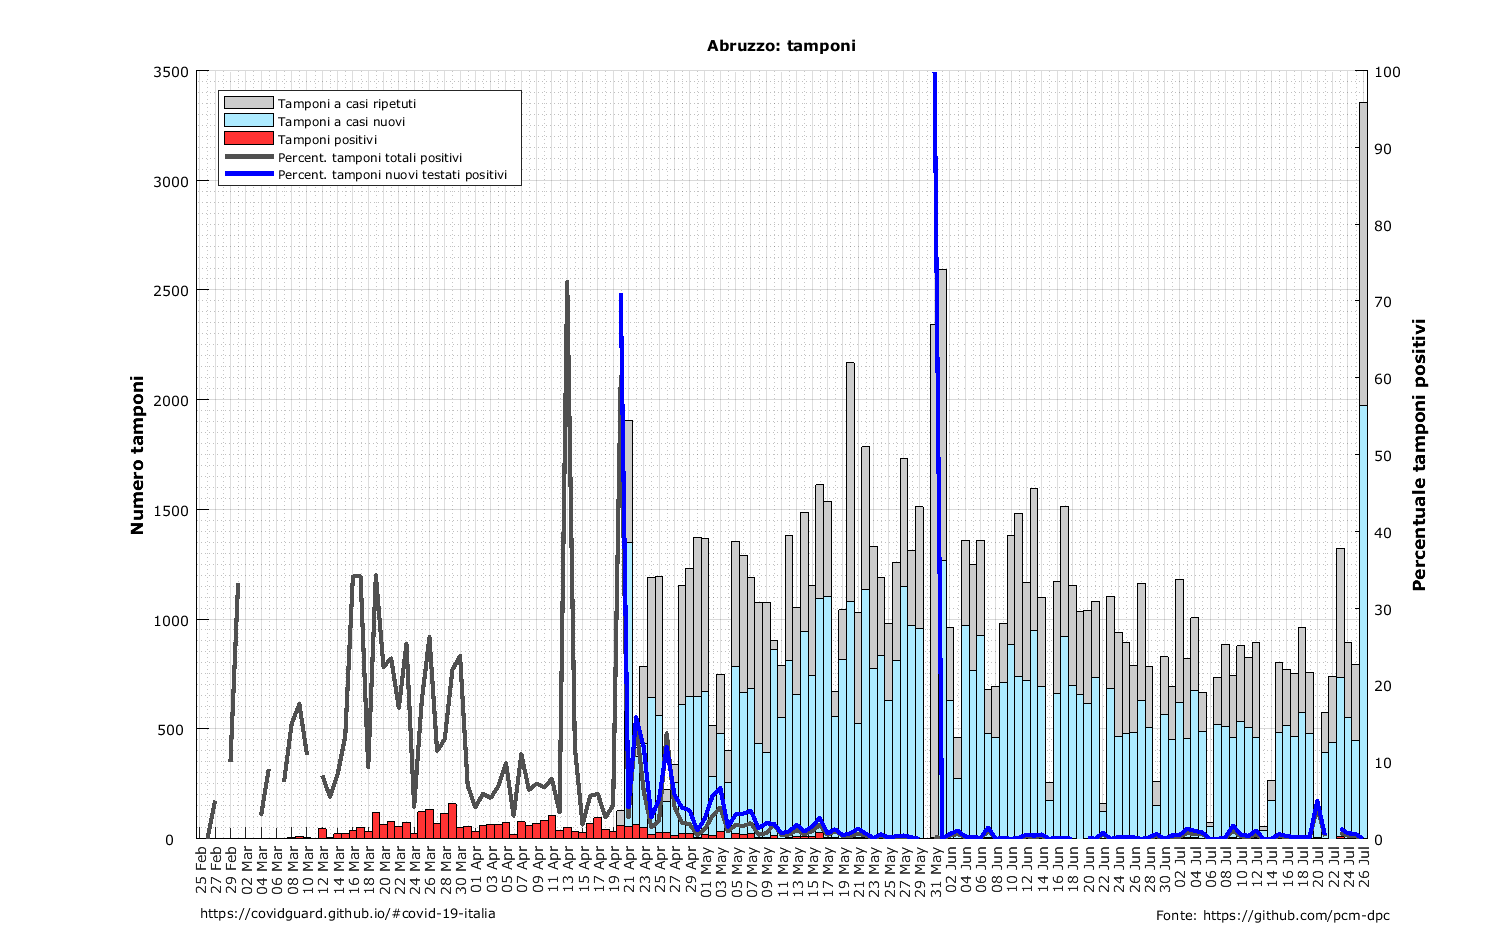 Abruzzo: tamponi
3500
3000
2500
2000
1500
1000
500
0
Numero tamponi
Tamponi a casi ripetuti
Tamponi a casi nuovi
Tamponi positivi
Percent. tamponi totali positivi
Percent. tamponi nuovi testati positivi
100
90
80
70
60
50
40
30
20
10
0
Percentuale tamponi positivi
25 Feb
27 Feb
29 Feb
02 Mar
04 Mar
06 Mar
08 Mar
10 Mar
12 Mar
14 Mar
16 Mar
18 Mar
20 Mar
22 Mar
24 Mar
26 Mar
28 Mar
30 Mar
01 Apr
03 Apr
05 Apr
07 Apr
09 Apr
11 Apr
13 Apr
15 Apr
17 Apr
19 Apr
21 Apr
23 Apr
25 Apr
27 Apr
29 Apr
01 May
03 May
05 May
07 May
09 May
11 May
13 May
15 May
17 May
19 May
21 May
23 May
25 May
27 May
29 May
31 May
02 Jun
04 Jun
06 Jun
08 Jun
10 Jun
12 Jun
14 Jun
16 Jun
18 Jun
20 Jun
22 Jun
24 Jun
26 Jun
28 Jun
30 Jun
02 Jul
04 Jul
06 Jul
08 Jul
10 Jul
12 Jul
14 Jul
16 Jul
18 Jul
20 Jul
22 Jul
24 Jul
26 Jul
https://covidguard.github.io/#covid-19-italia
Fonte: https://github.com/pcm-dpc